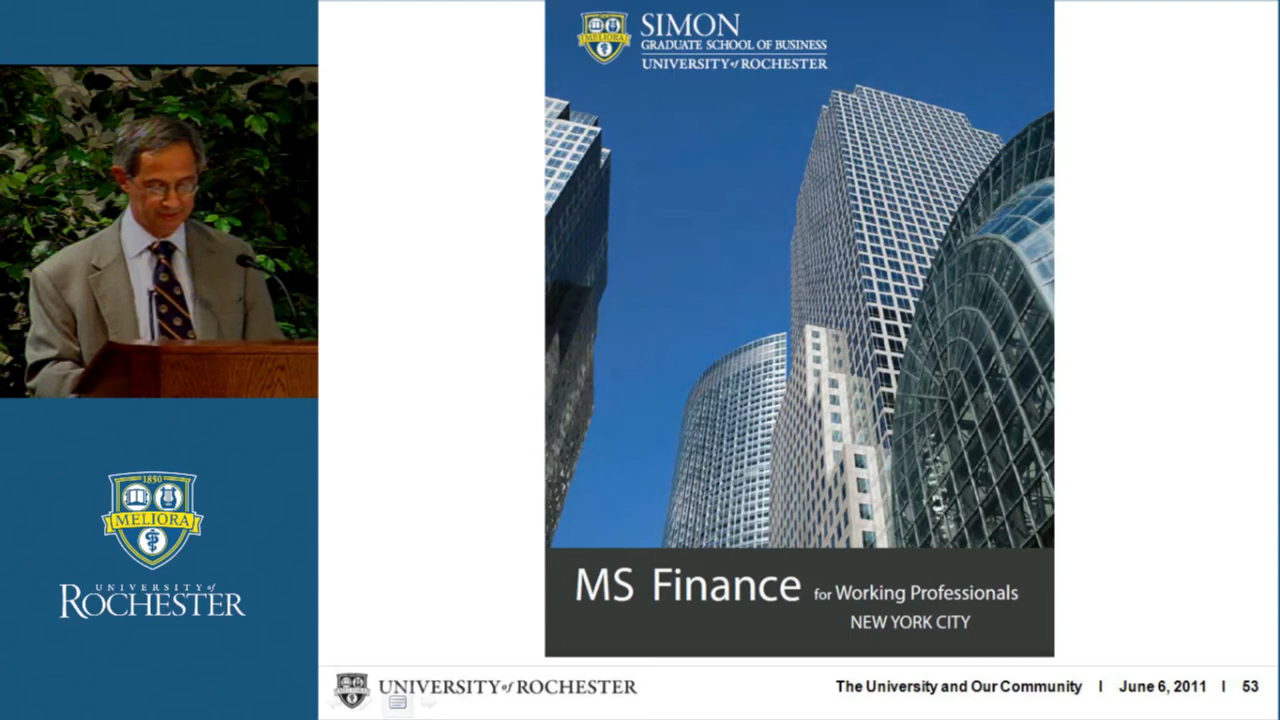 SIMON
GRADUATE SCHOOL OF BUSINESS
UNIVERSITY of ROCHESTER
MELIORA
1850
MELIORA
UNIVERSITY of
ROCHESTER
MS Finance for Working Professionals
NEW YORK CITY
UNIVERSITY of ROCHESTER
The University and Our Community I June 6, 2011 I 53